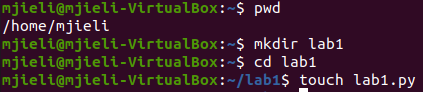 mjieli@mjieli-VirtualBox:~$ pwd
/home/mjieli
mjieli@mjieli-VirtualBox:~$ mkdir lab1
mjieli@mjieli-VirtualBox:~$ cd lab1
mjieli@mjieli-VirtualBox:~/lab1$ touch lab1.py